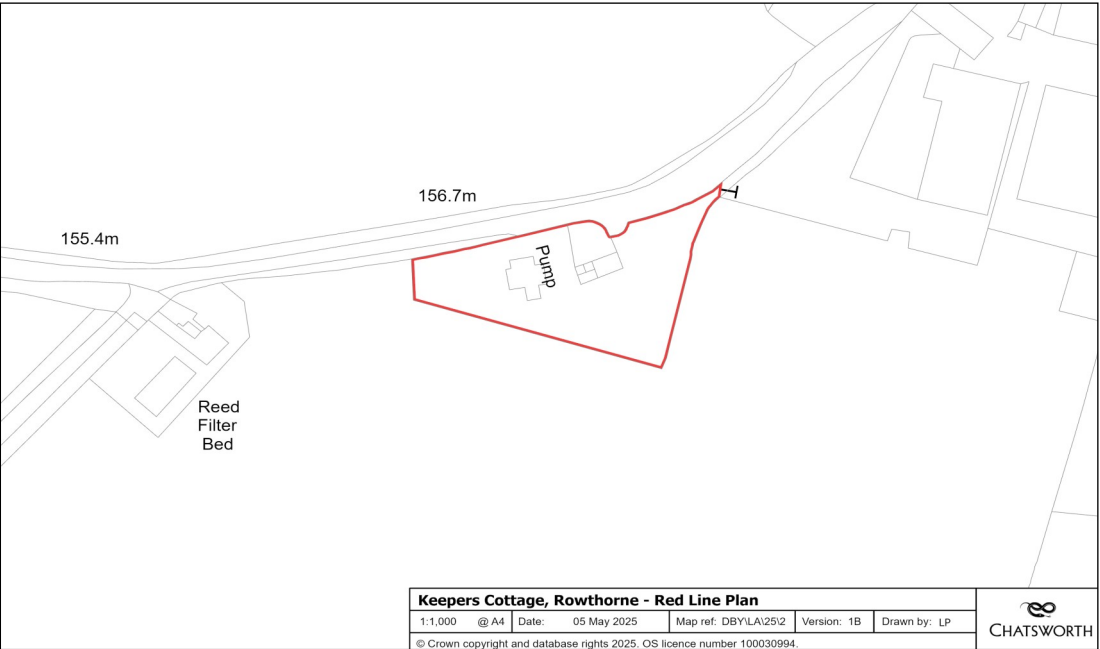 156.7m
155.4m
Pump
Reed
Filter
Bed
Keepers Cottage, Rowthorne - Red Line Plan
1:1,000 @ A4 Date: 05 May 2025 Map ref: DBY\LA\25\2 Version: 1B Drawn by: LP
© Crown copyright and database rights 2025. OS licence number 100030994.
CHATSWORTH